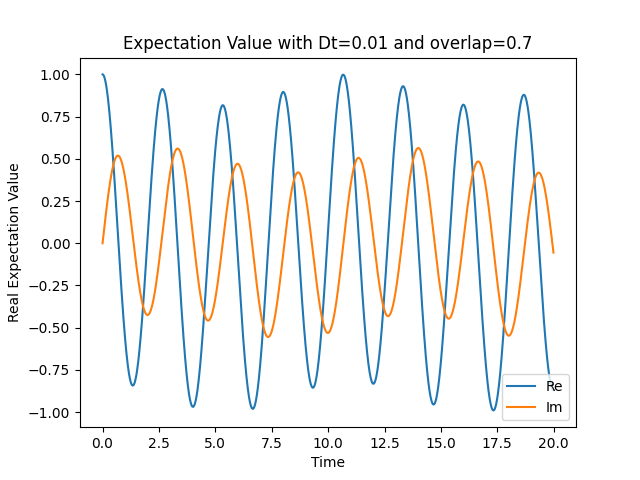 Expectation Value with Dt=0.01 and overlap=0.7
1.00
0.75
0.50
0.25
0.00
−0.25
−0.50
−0.75
−1.00
Real Expectation Value
0.0 2.5 5.0 7.5 10.0 12.5 15.0 17.5 20.0
Time
Re
Im